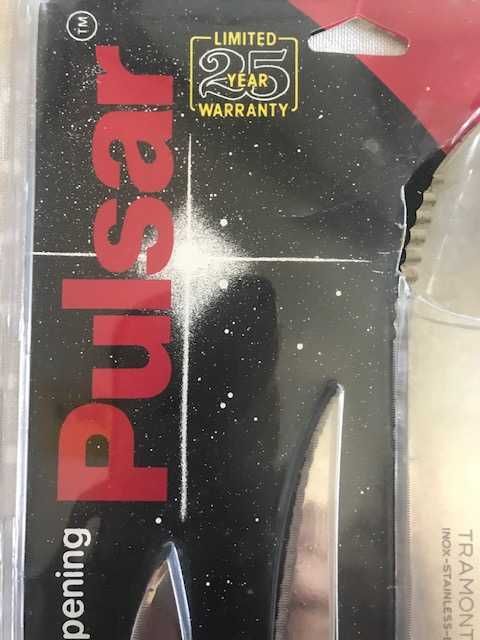 LIMITED
25
YEAR
WARRANTY
Pulsar™
pening
TRAMONT
INOX-STAINLESS-